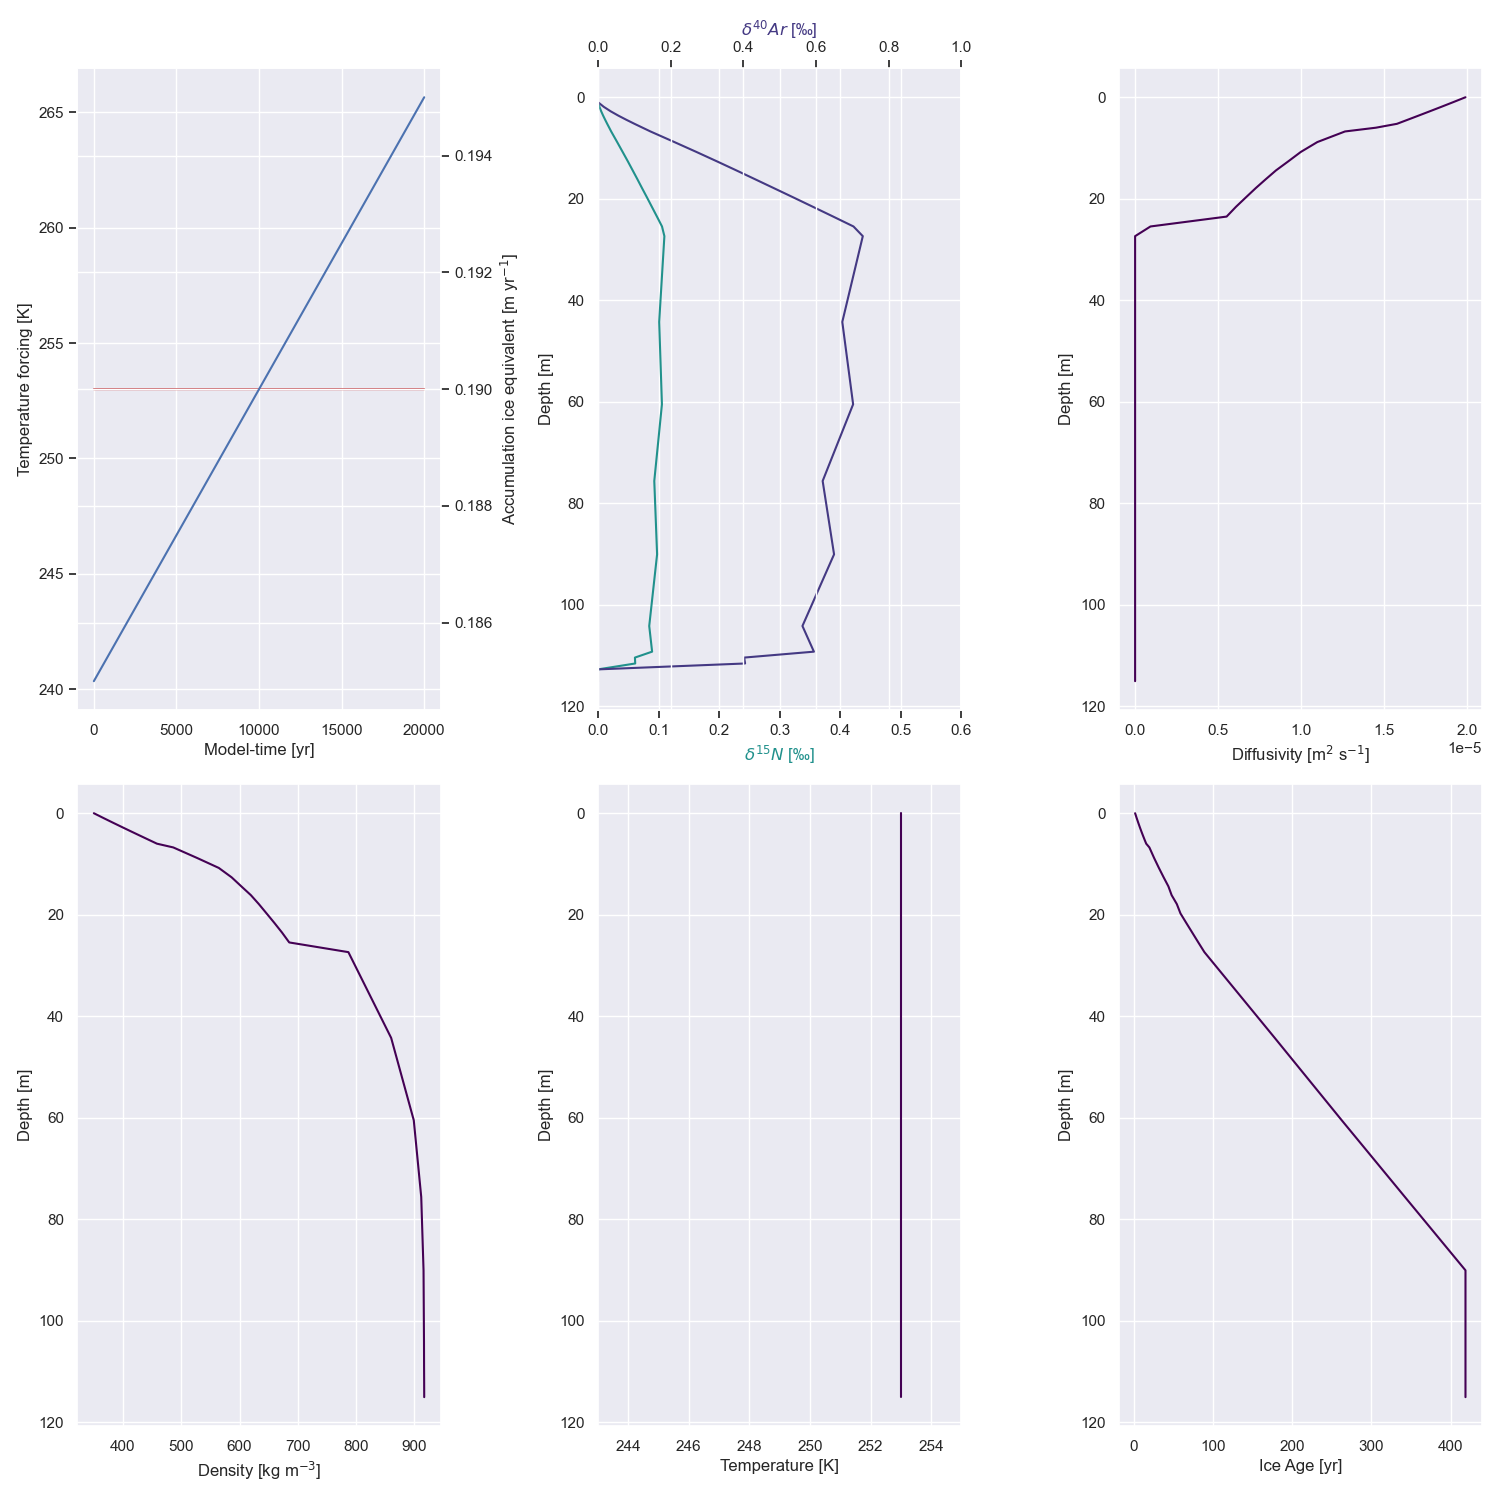 δ⁴⁰Ar [‰]
0.0 0.2 0.4 0.6 0.8 1.0
265
260
255
250
245
240
Temperature forcing [K]
0.194
0.192
0.190
0.188
0.186
Accumulation ice equivalent [m yr⁻¹]
0 5000 10000 15000 20000
Model-time [yr]
0
20
40
60
80
100
120
Depth [m]
0.0 0.1 0.2 0.3 0.4 0.5 0.6
δ¹⁵N [‰]
0
20
40
60
80
100
120
Depth [m]
0.0 0.5 1.0 1.5 2.0
1e−5
Diffusivity [m² s⁻¹]
0
20
40
60
80
100
120
Depth [m]
400 500 600 700 800 900
Density [kg m⁻³]
0
20
40
60
80
100
120
Depth [m]
244 246 248 250 252 254
Temperature [K]
0
20
40
60
80
100
120
Depth [m]
0 100 200 300 400
Ice Age [yr]